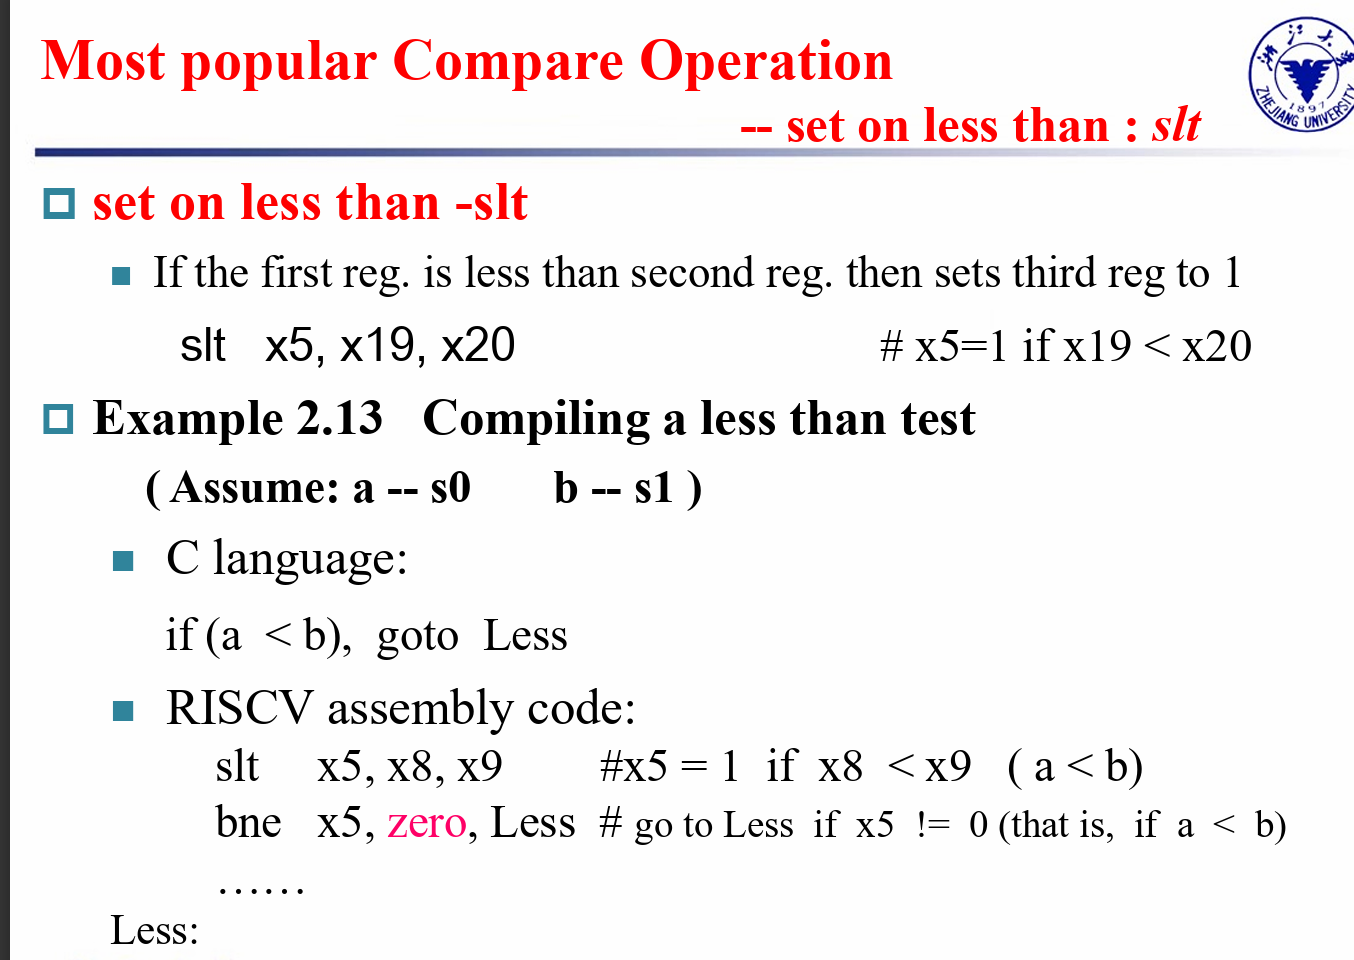 Most popular Compare Operation
-- set on less than : slt
浙江大学
1897
ZHEJIANG UNIVERSITY
set on less than -slt
If the first reg. is less than second reg. then sets third reg to 1
slt x5, x19, x20 # x5=1 if x19 < x20
Example 2.13 Compiling a less than test
( Assume: a -- s0 b -- s1 )
C language:
if (a < b), goto Less
RISCV assembly code:
slt x5, x8, x9 #x5 = 1 if x8 < x9 ( a < b)
bne x5, zero, Less # go to Less if x5 != 0 (that is, if a < b)
……
Less: